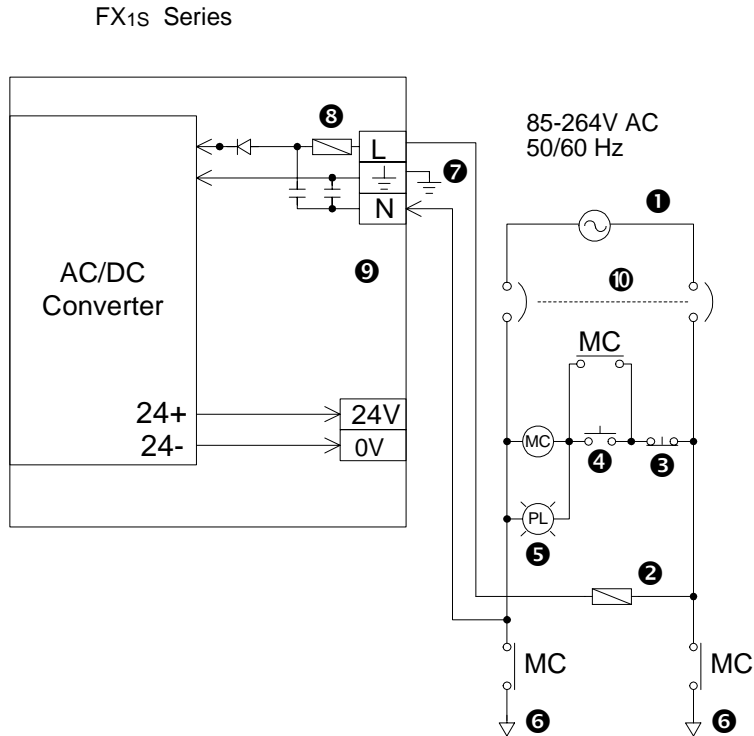 FX1S Series
❽
L
❼
N
❾
AC/DC
Converter
24+
24-
24V
0V
85-264V AC
50/60 Hz
❶
❿
MC
MC
❹
❸
PL
❺
❷
MC
MC
❻
❻